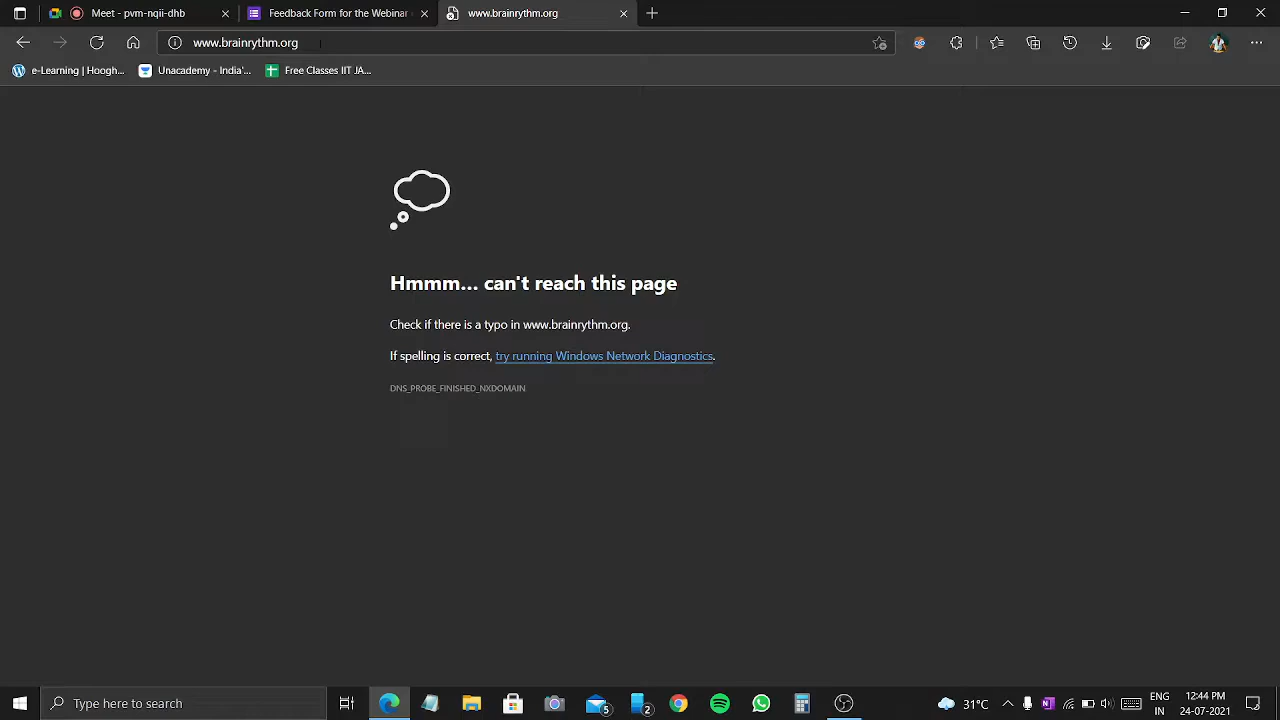 Meet - pvm-nqii-dhb
Feedback Form for the Webinar
www.brainrythm.org
www.brainrythm.org
e-Learning | Hoogh...
Unacademy - India'...
Free Classes IIT JA...
Hmmm... can't reach this page
Check if there is a typo in www.brainrythm.org.
If spelling is correct, try running Windows Network Diagnostics.
DNS_PROBE_FINISHED_NXDOMAIN
Type here to search
5
2
31°C
ENG
IN
12:44 PM
24-07-2021